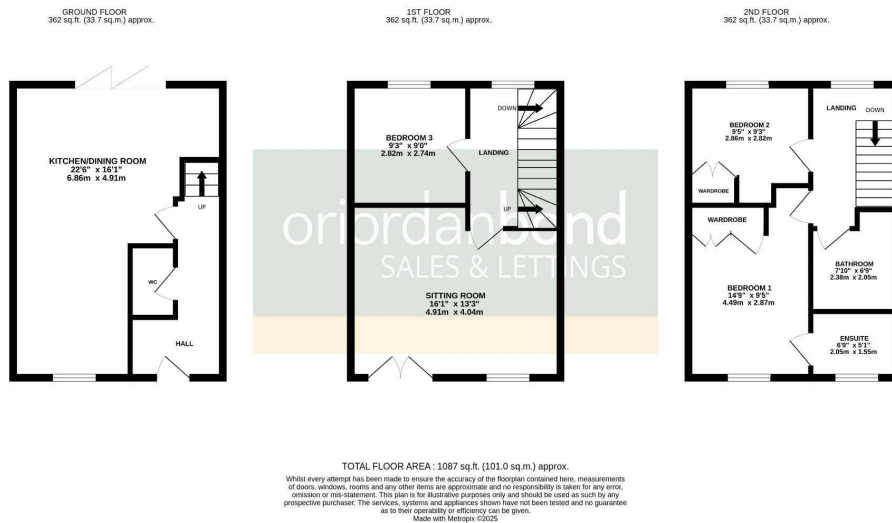 GROUND FLOOR
362 sq.ft. (33.7 sq.m.) approx.
KITCHEN/DINING ROOM
22'6" x 16'1"
6.86m x 4.91m
UP
WC
HALL
1ST FLOOR
362 sq.ft. (33.7 sq.m.) approx.
BEDROOM 3
9'3" x 9'0"
2.82m x 2.74m
DOWN
LANDING
UP
oriordanbond
SALES & LETTINGS
SITTING ROOM
16'1" x 13'3"
4.91m x 4.04m
2ND FLOOR
362 sq.ft. (33.7 sq.m.) approx.
BEDROOM 2
9'5" x 9'3"
2.86m x 2.82m
LANDING
DOWN
WARDROBE
WARDROBE
BEDROOM 1
14'9" x 9'5"
4.49m x 2.87m
BATHROOM
7'10" x 6'9"
2.38m x 2.05m
ENSUITE
6'9" x 5'1"
2.05m x 1.55m
TOTAL FLOOR AREA : 1087 sq.ft. (101.0 sq.m.) approx.
Whilst every attempt has been made to ensure the accuracy of the floorplan contained here, measurements
of doors, windows, rooms and any other items are approximate and no responsibility is taken for any error,
omission or mis-statement. This plan is for illustrative purposes only and should be used as such by any
prospective purchaser. The services, systems and appliances shown have not been tested and no guarantee
as to their operability or efficiency can be given.
Made with Metropix ©2025